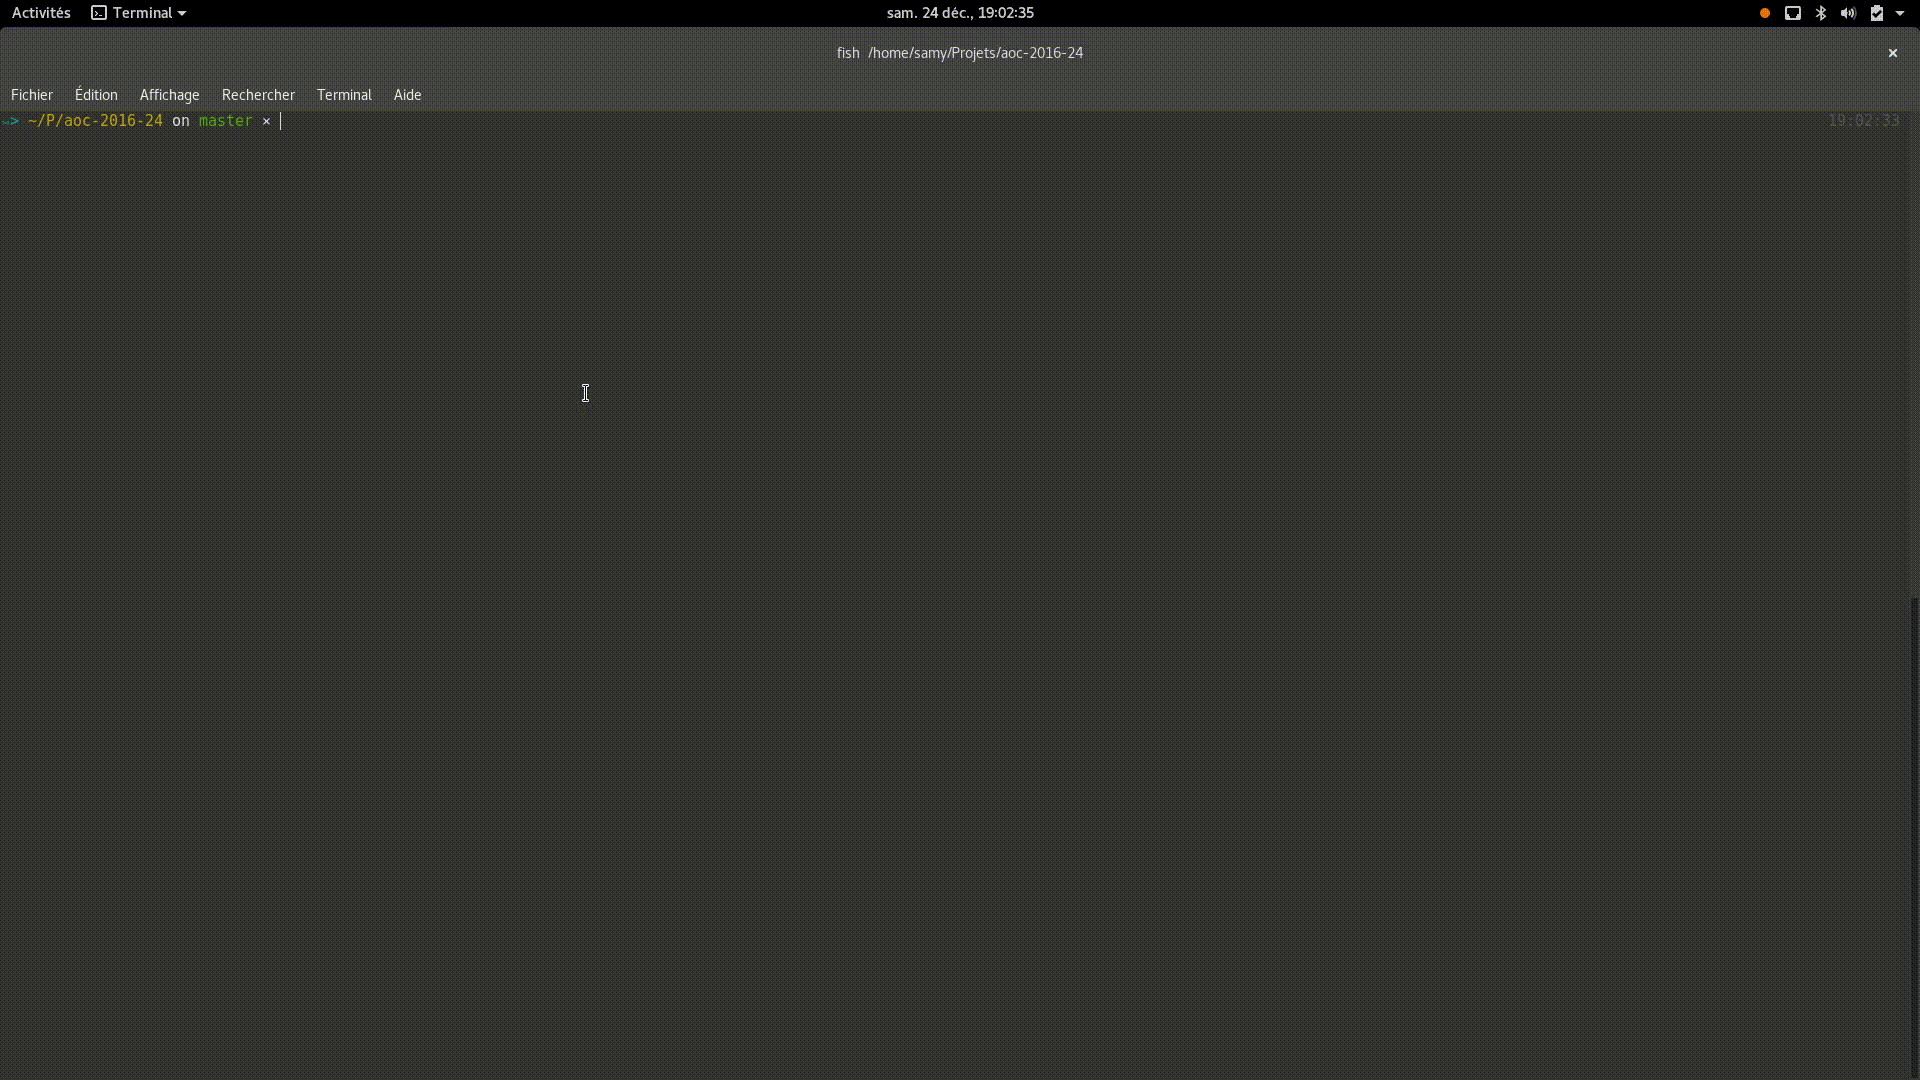 Activités Terminal sam. 24 déc., 19:02:35
fish /home/samy/Projets/aoc-2016-24 ×
Fichier Édition Affichage Rechercher Terminal Aide
~/P/aoc-2016-24 on master × 19:02:33